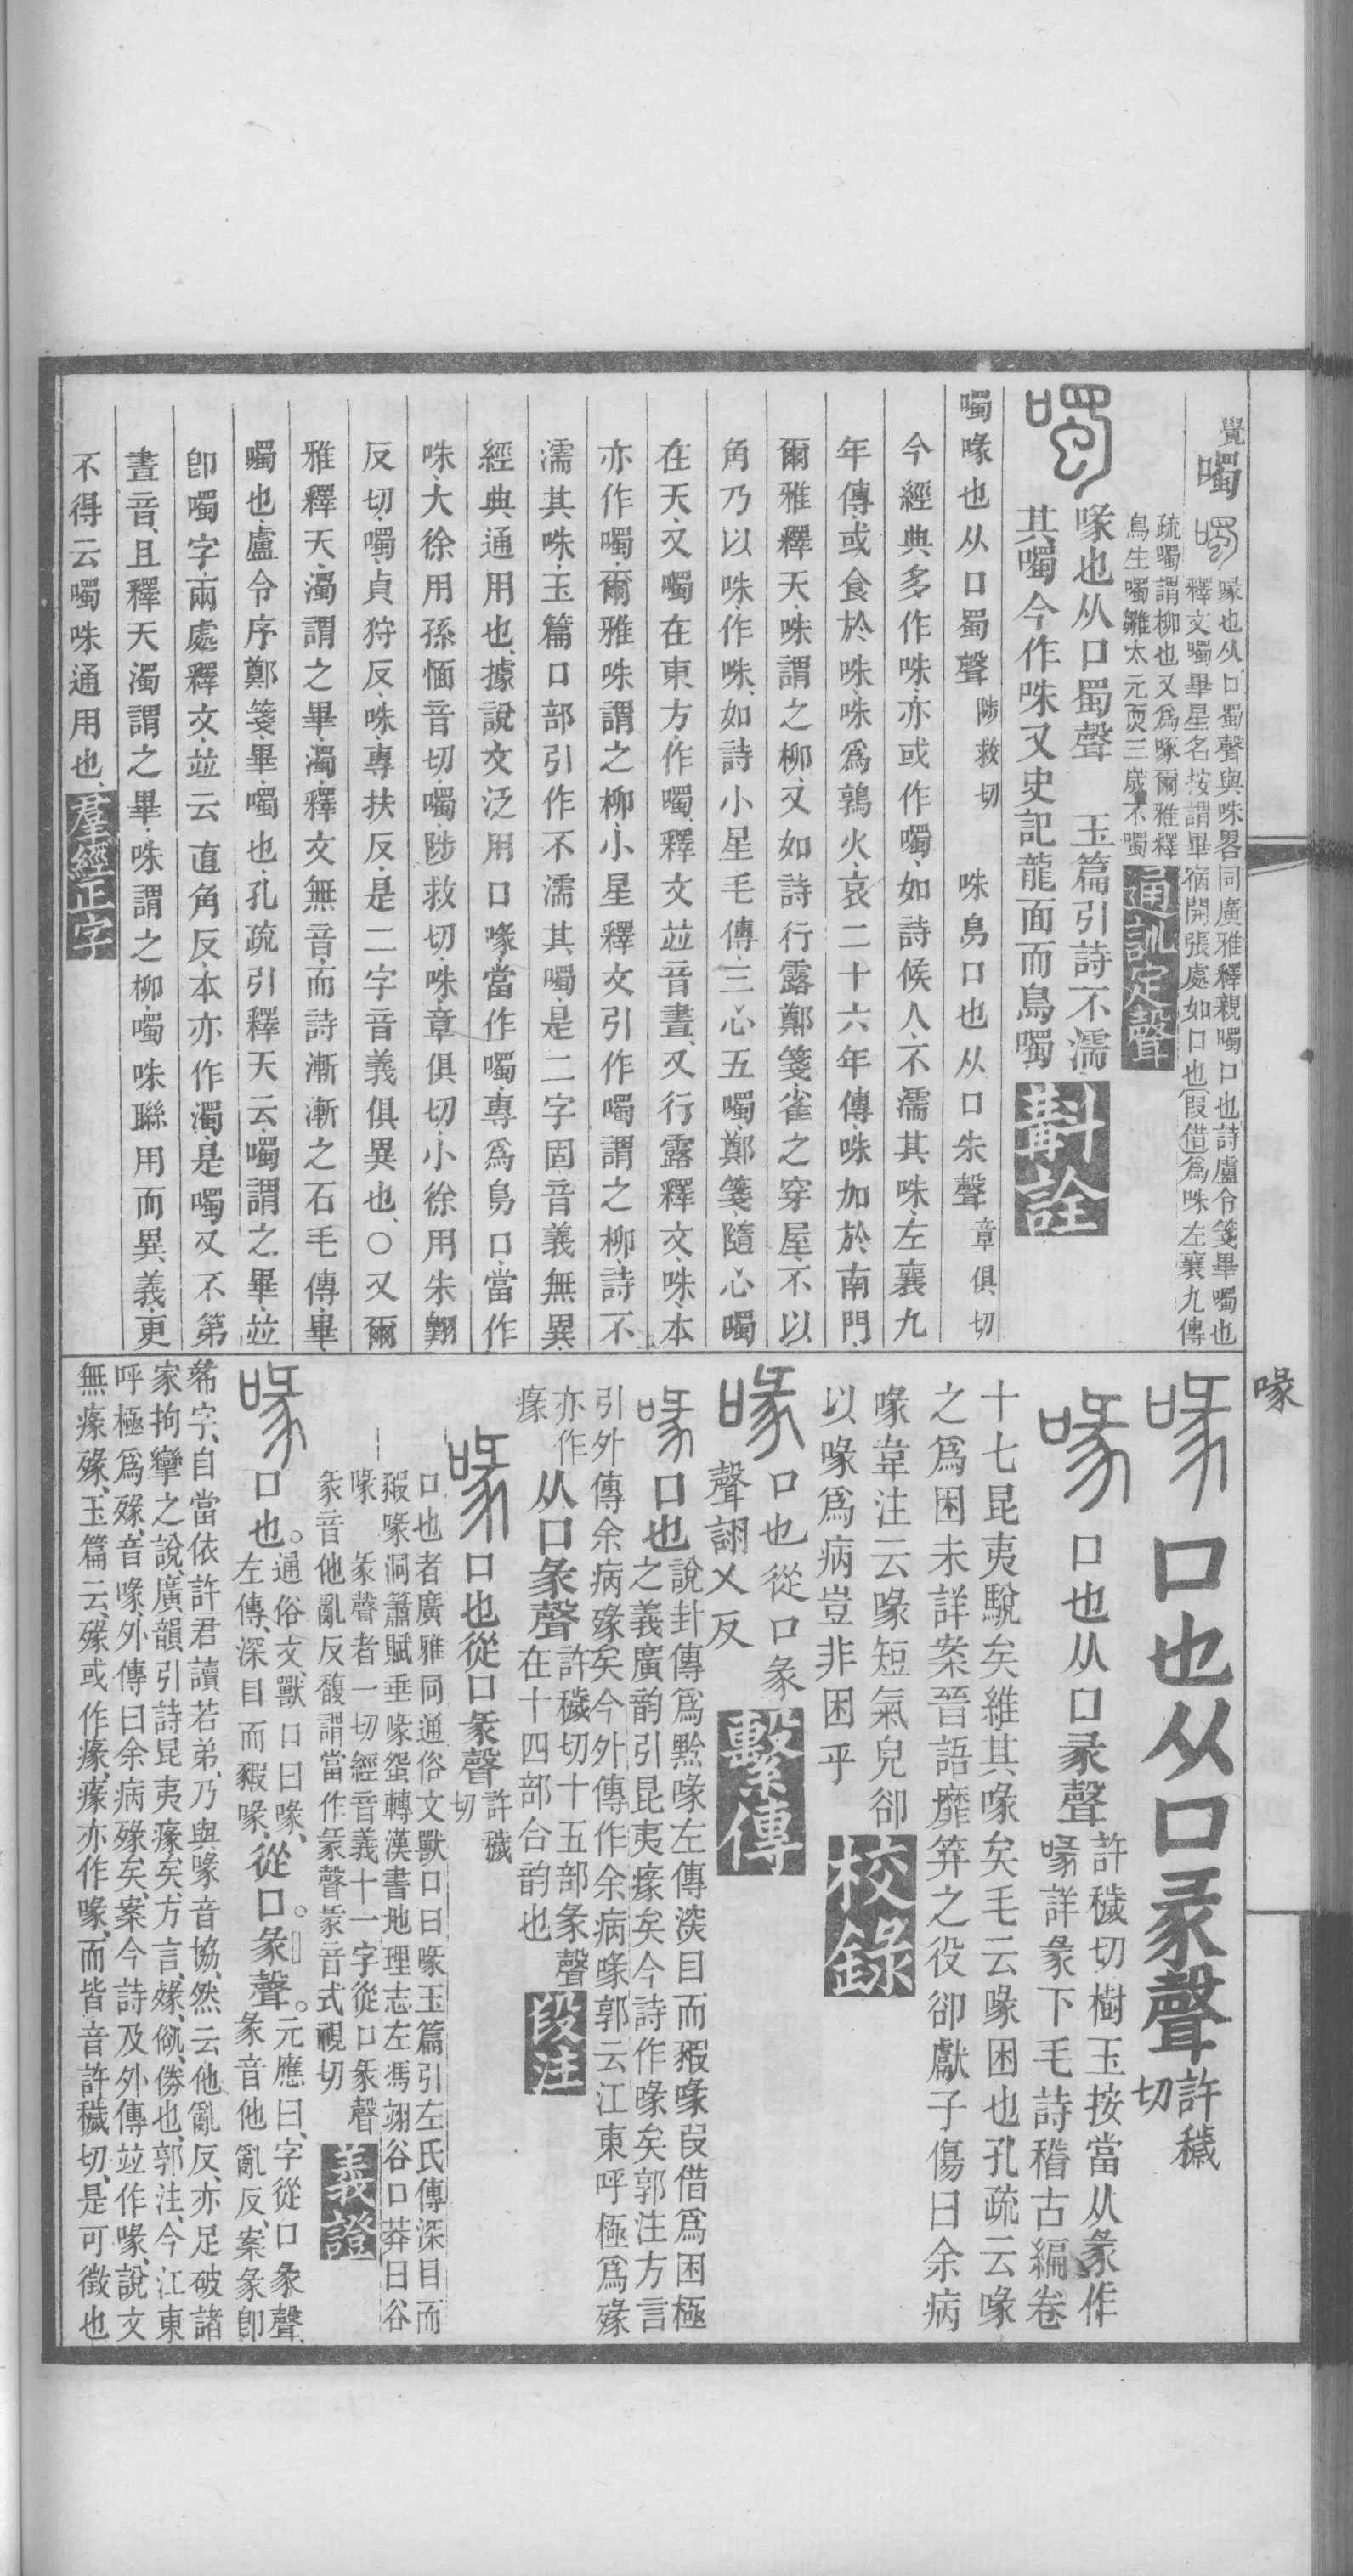 覺 噣
喙也从口蜀聲與咮畧同廣雅釋親噣口也詩盧令箋畢噣也
釋文噣畢星名按謂畢宿開張處如口也叚借爲咮左襄九傳
疏噣謂柳也又爲啄爾雅釋
鳥生噣雛太元耎三歲不噣
通訓定聲
喙也从口蜀聲　玉篇引詩不濡
其噣今作咮又史記龍面而鳥噣
斠詮
噣喙也从口蜀聲 陟救切　咮鳥口也从口朱聲 章俱切
今經典多作咮、亦或作噣、如詩候人、不濡其咮、左襄九
年傳、或食於咮、咮爲鶉火、哀二十六年傳、咮加於南門、
爾雅釋天、咮謂之柳、又如詩行露鄭箋、雀之穿屋、不以
角乃以咮、作咮、如詩小星毛傳、三心五噣、鄭箋、隨心噣
在天、文噣在東方、作噣、釋文竝音晝、又行露釋文、咮、本
亦作噣、爾雅咮謂之柳、小星釋文引作、噣謂之柳、詩不
濡其咮、玉篇口部引作不濡其、噣、是二字固音義無異、
經典通用也、據說文泛用口喙、當作噣、專爲鳥口、當作
咮、大徐用孫愐音切、噣、陟救切、咮、章俱切、小徐用朱翱
反切、噣、貞狩反、咮、專扶反、是二字音義俱異也、○又爾
雅釋天、濁謂之畢、濁、釋文無音、而詩漸漸之石毛傳、畢
噣也、盧令序鄭箋、畢、噣也、孔疏引釋天云、噣謂之畢、竝
卽噣字、兩處釋文、竝云直角反、本亦作濁、是噣又不第
晝音、且釋天濁謂之畢、咮謂之柳、噣咮聯用而異義、更
不得云噣咮通用也、
羣經正字
喙
口也从口彖聲 許穢
切
口也从口彖聲 許穢切樹玉按當从彖作
喙詳彖下毛詩稽古編卷
十七昆夷駾矣維其喙矣毛云喙困也孔疏云喙
之爲困未詳案晉語靡筓之役卻獻子傷曰余病
喙韋注云喙短氣皃卻
以喙爲病豈非困乎
校錄
口也從口彖
聲詡乂反
繫傳
口也 說卦傳爲黔喙左傳深目而豭喙叚借爲困極
之義廣韵引昆夷瘃矣今詩作喙矣郭注方言
引外傳余病殩矣今外傳作余病喙郭云江東呼極爲殩
亦作
瘃
从口彖聲 許穢切十五部彖聲
在十四部合韵也
段注
口也從口彖聲 許穢
切
口也者廣雅同通俗文獸口曰喙玉篇引左氏傳深目而
豭喙洞簫賦垂喙蛩轉漢書地理志左馮翊谷口莽曰谷
喙　彖聲者一切經音義十一字從口彖聲
彖音他亂反馥謂當作彖聲彖音式視切
義證
口也。通俗文、獸口曰喙、
左傳、深目而豭喙、
從口彖聲。元應曰、字從口彖聲
彖音他亂反、案彖卽
㣇字、自當依許君讀若弟、乃與喙音協、然云他亂反、亦足破諸
家拘攣之說、廣韻引詩昆夷瘃矣、方言、殩、㑊、傍也、郭注、今江東
呼極爲殩、音喙、外傳曰余病殩矣、案今詩及外傳竝作喙、說文
無瘃殩、玉篇云、殩或作瘃、瘃亦作喙、而皆音許穢切、是可徵也